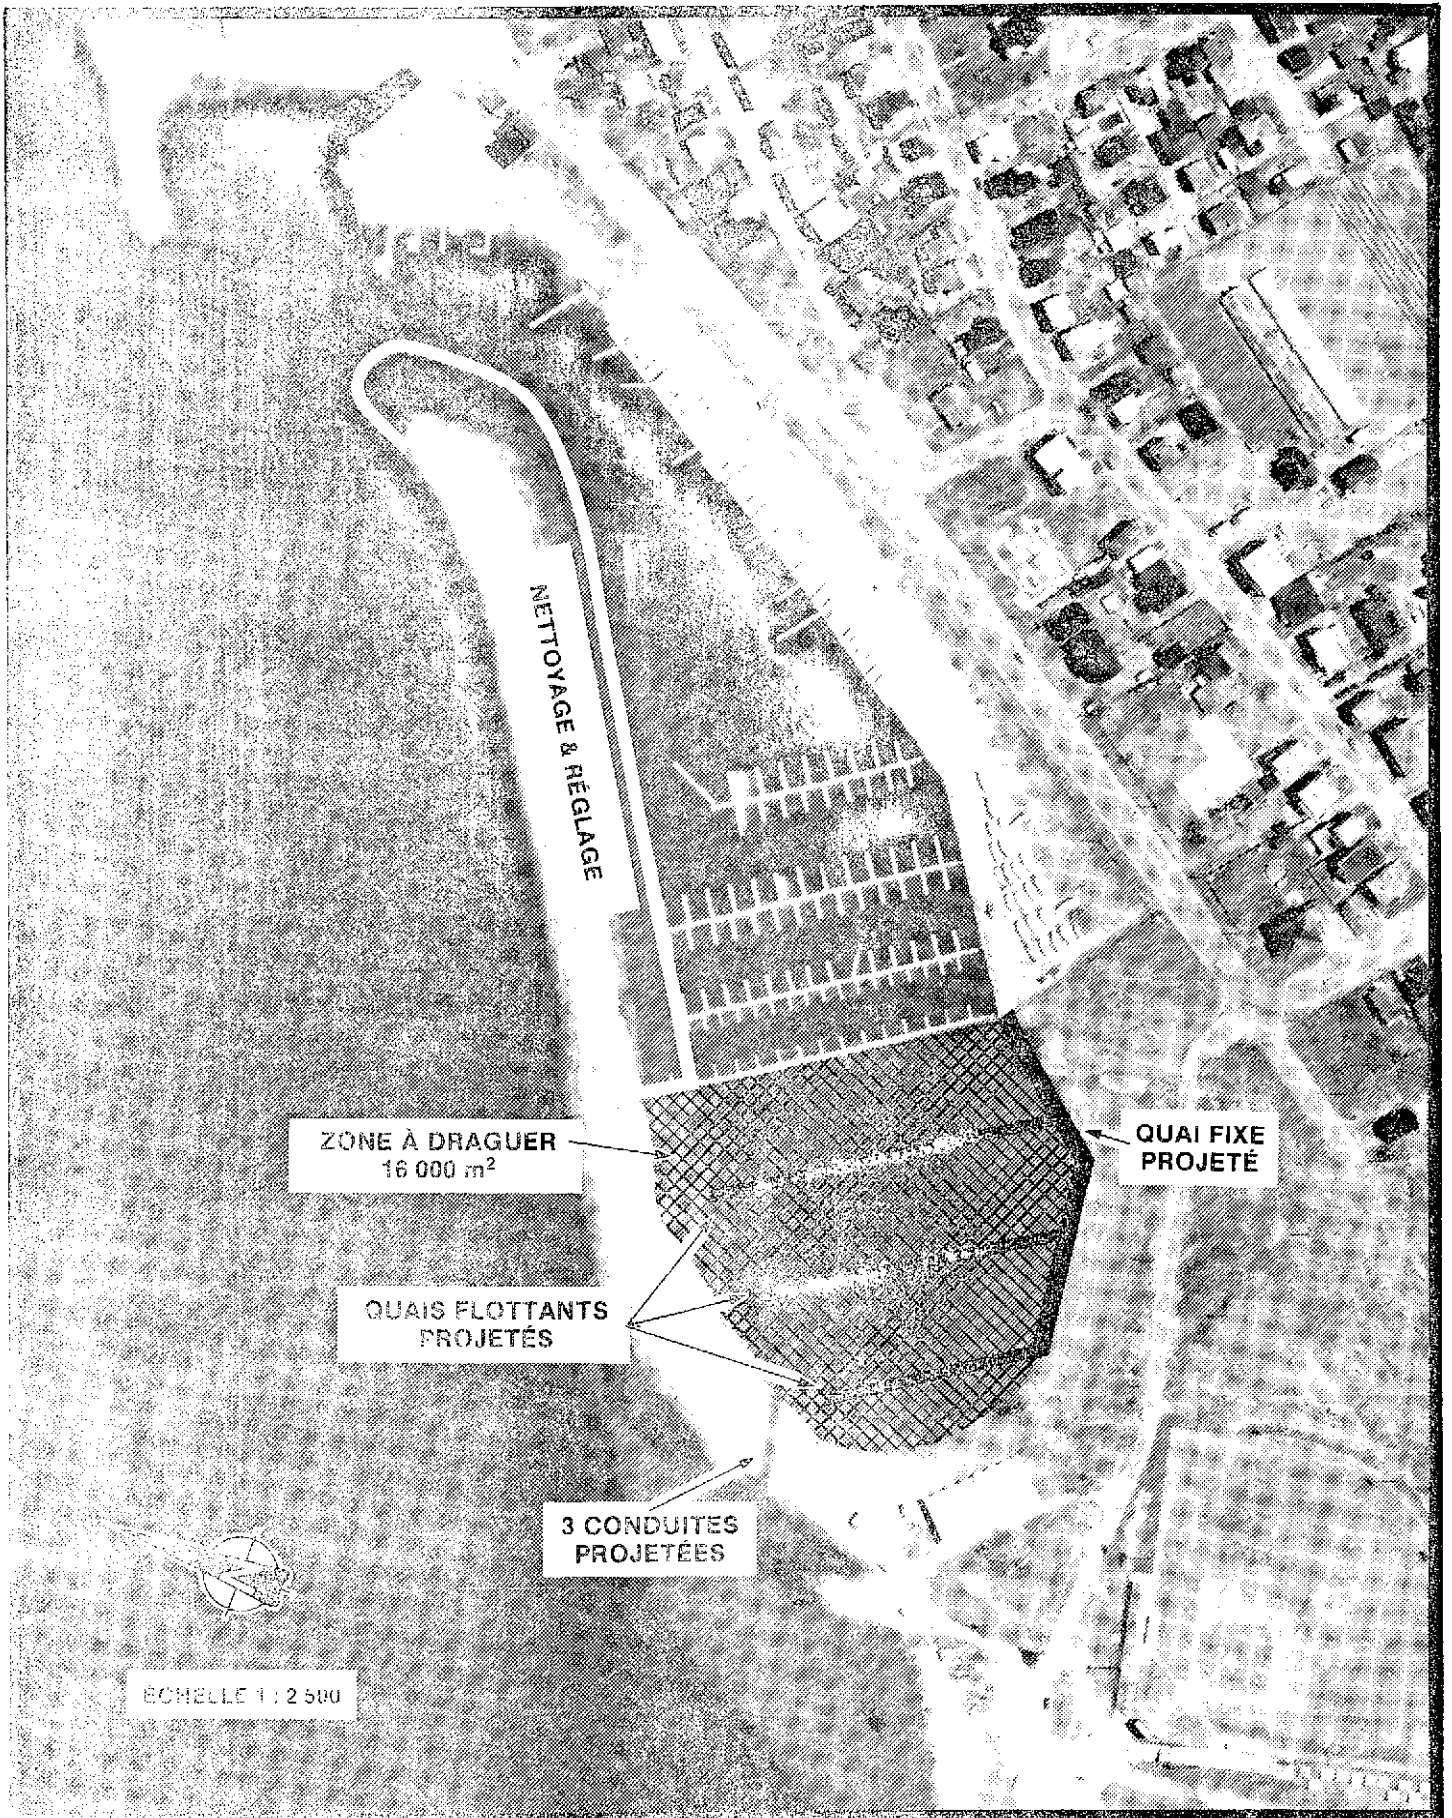 NETTOYAGE & RÉGLAGE
ZONE À DRAGUER
16 000 m²
QUAI FIXE
PROJETÉ
QUAIS FLOTTANTS
PROJETÉS
3 CONDUITES
PROJETÉES
ECHELLE 1 : 2 500